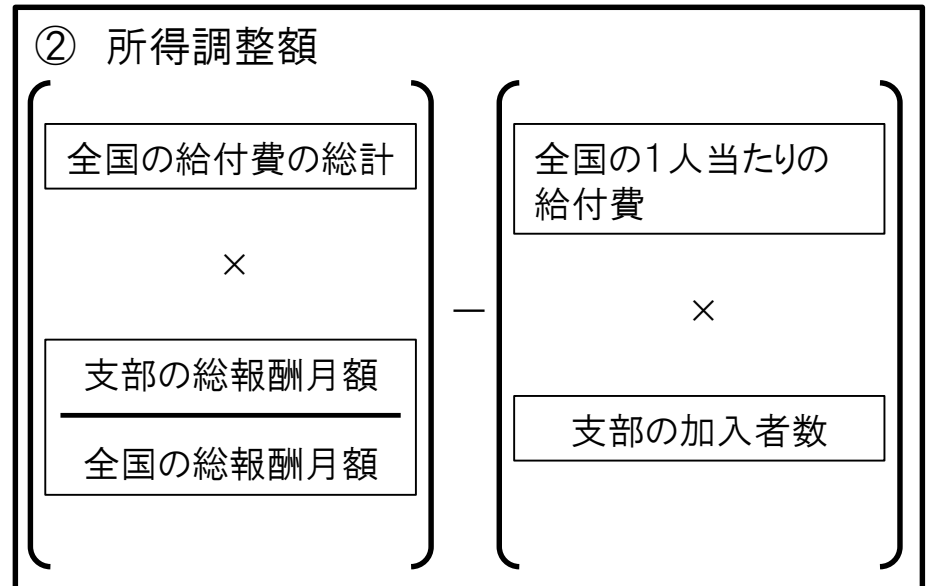 ② 所得調整額
全国の給付費の総計
×
支部の総報酬月額
全国の総報酬月額
－
全国の1人当たりの
給付費
×
支部の加入者数